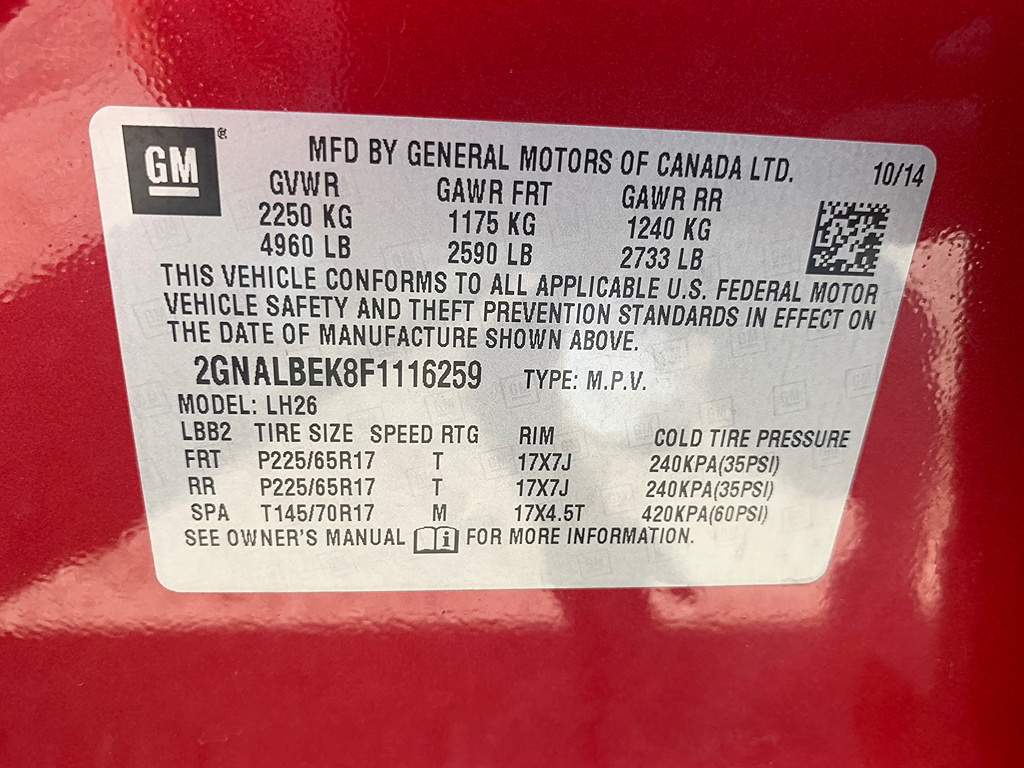 GM ®
MFD BY GENERAL MOTORS OF CANADA LTD. 10/14
GVWR GAWR FRT GAWR RR
2250 KG 1175 KG 1240 KG
4960 LB 2590 LB 2733 LB
THIS VEHICLE CONFORMS TO ALL APPLICABLE U.S. FEDERAL MOTOR
VEHICLE SAFETY AND THEFT PREVENTION STANDARDS IN EFFECT ON
THE DATE OF MANUFACTURE SHOWN ABOVE.
2GNALBEK8F1116259 TYPE: M.P.V.
MODEL: LH26
LBB2 TIRE SIZE SPEED RTG RIM COLD TIRE PRESSURE
FRT P225/65R17 T 17X7J 240KPA(35PSI)
RR P225/65R17 T 17X7J 240KPA(35PSI)
SPA T145/70R17 M 17X4.5T 420KPA(60PSI)
SEE OWNER'S MANUAL i FOR MORE INFORMATION.